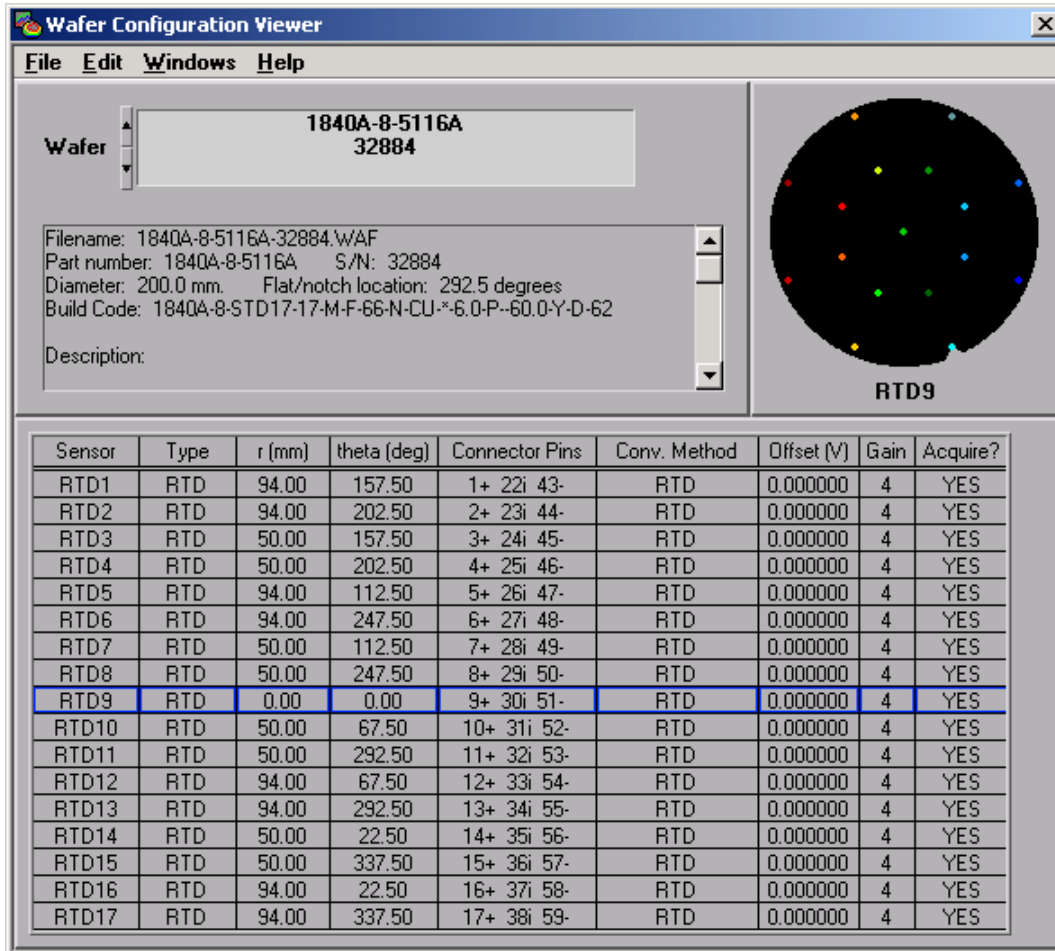 Wafer Configuration Viewer
File Edit Windows Help
Wafer
1840A-8-5116A
32884
Filename: 1840A-8-5116A-32884.WAF
Part number: 1840A-8-5116A S/N: 32884
Diameter: 200.0 mm. Flat/notch location: 292.5 degrees
Build Code: 1840A-8-STD17-17-M-F-66-N-CU-*-6.0-P--60.0-Y-D-62
Description:
RTD9
Sensor Type r (mm) theta (deg) Connector Pins Conv. Method Offset (V) Gain Acquire?
RTD1 RTD 94.00 157.50 1+ 22i 43- RTD 0.000000 4 YES
RTD2 RTD 94.00 202.50 2+ 23i 44- RTD 0.000000 4 YES
RTD3 RTD 50.00 157.50 3+ 24i 45- RTD 0.000000 4 YES
RTD4 RTD 50.00 202.50 4+ 25i 46- RTD 0.000000 4 YES
RTD5 RTD 94.00 112.50 5+ 26i 47- RTD 0.000000 4 YES
RTD6 RTD 94.00 247.50 6+ 27i 48- RTD 0.000000 4 YES
RTD7 RTD 50.00 112.50 7+ 28i 49- RTD 0.000000 4 YES
RTD8 RTD 50.00 247.50 8+ 29i 50- RTD 0.000000 4 YES
RTD9 RTD 0.00 0.00 9+ 30i 51- RTD 0.000000 4 YES
RTD10 RTD 50.00 67.50 10+ 31i 52- RTD 0.000000 4 YES
RTD11 RTD 50.00 292.50 11+ 32i 53- RTD 0.000000 4 YES
RTD12 RTD 94.00 67.50 12+ 33i 54- RTD 0.000000 4 YES
RTD13 RTD 94.00 292.50 13+ 34i 55- RTD 0.000000 4 YES
RTD14 RTD 50.00 22.50 14+ 35i 56- RTD 0.000000 4 YES
RTD15 RTD 50.00 337.50 15+ 36i 57- RTD 0.000000 4 YES
RTD16 RTD 94.00 22.50 16+ 37i 58- RTD 0.000000 4 YES
RTD17 RTD 94.00 337.50 17+ 38i 59- RTD 0.000000 4 YES